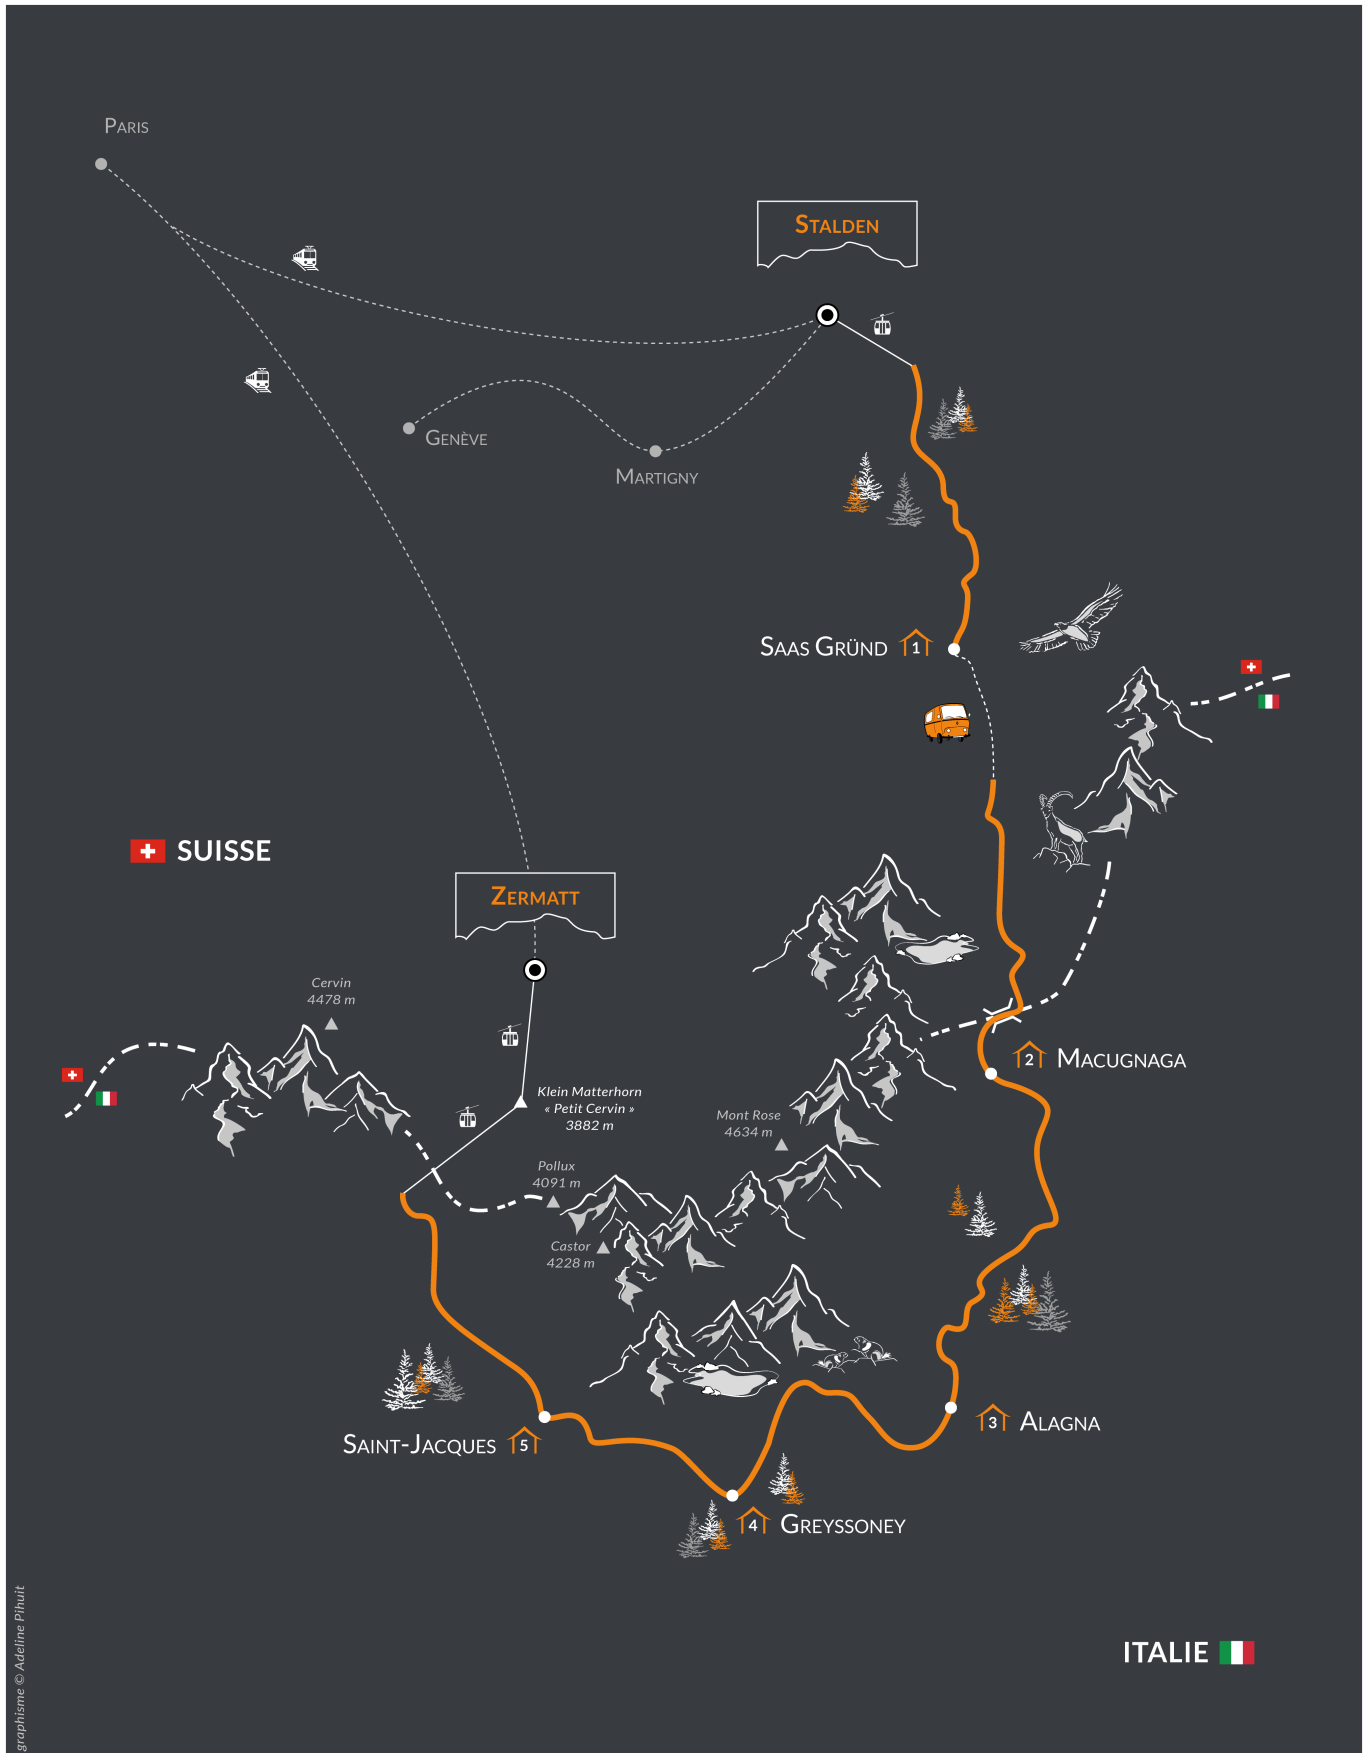 PARIS
STALDEN
GENÈVE
MARTIGNY
SAAS GRÜND
1
SUISSE
ZERMATT
Cervin
4478 m
2
MACUGNAGA
Klein Matterhorn
« Petit Cervin »
3882 m
Mont Rose
4634 m
Pollux
4091 m
Castor
4228 m
3
ALAGNA
SAINT-JACQUES
5
4
GREYSSONEY
ITALIE
graphisme © Adeline Pihuit